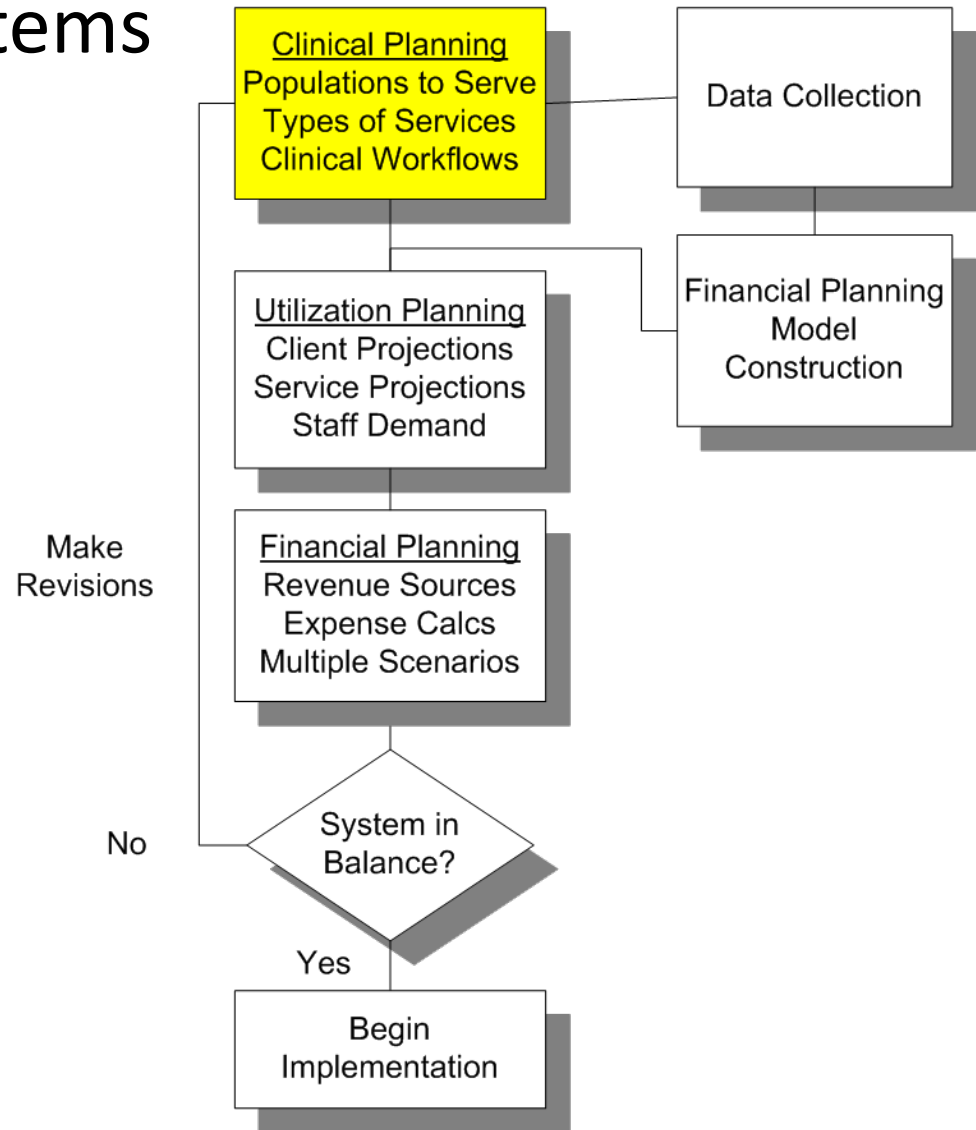 tems
Clinical Planning
Populations to Serve
Types of Services
Clinical Workflows
Data Collection
Utilization Planning
Client Projections
Service Projections
Staff Demand
Financial Planning
Model
Construction
Make
Revisions
Financial Planning
Revenue Sources
Expense Calcs
Multiple Scenarios
No
System in
Balance?
Yes
Begin
Implementation